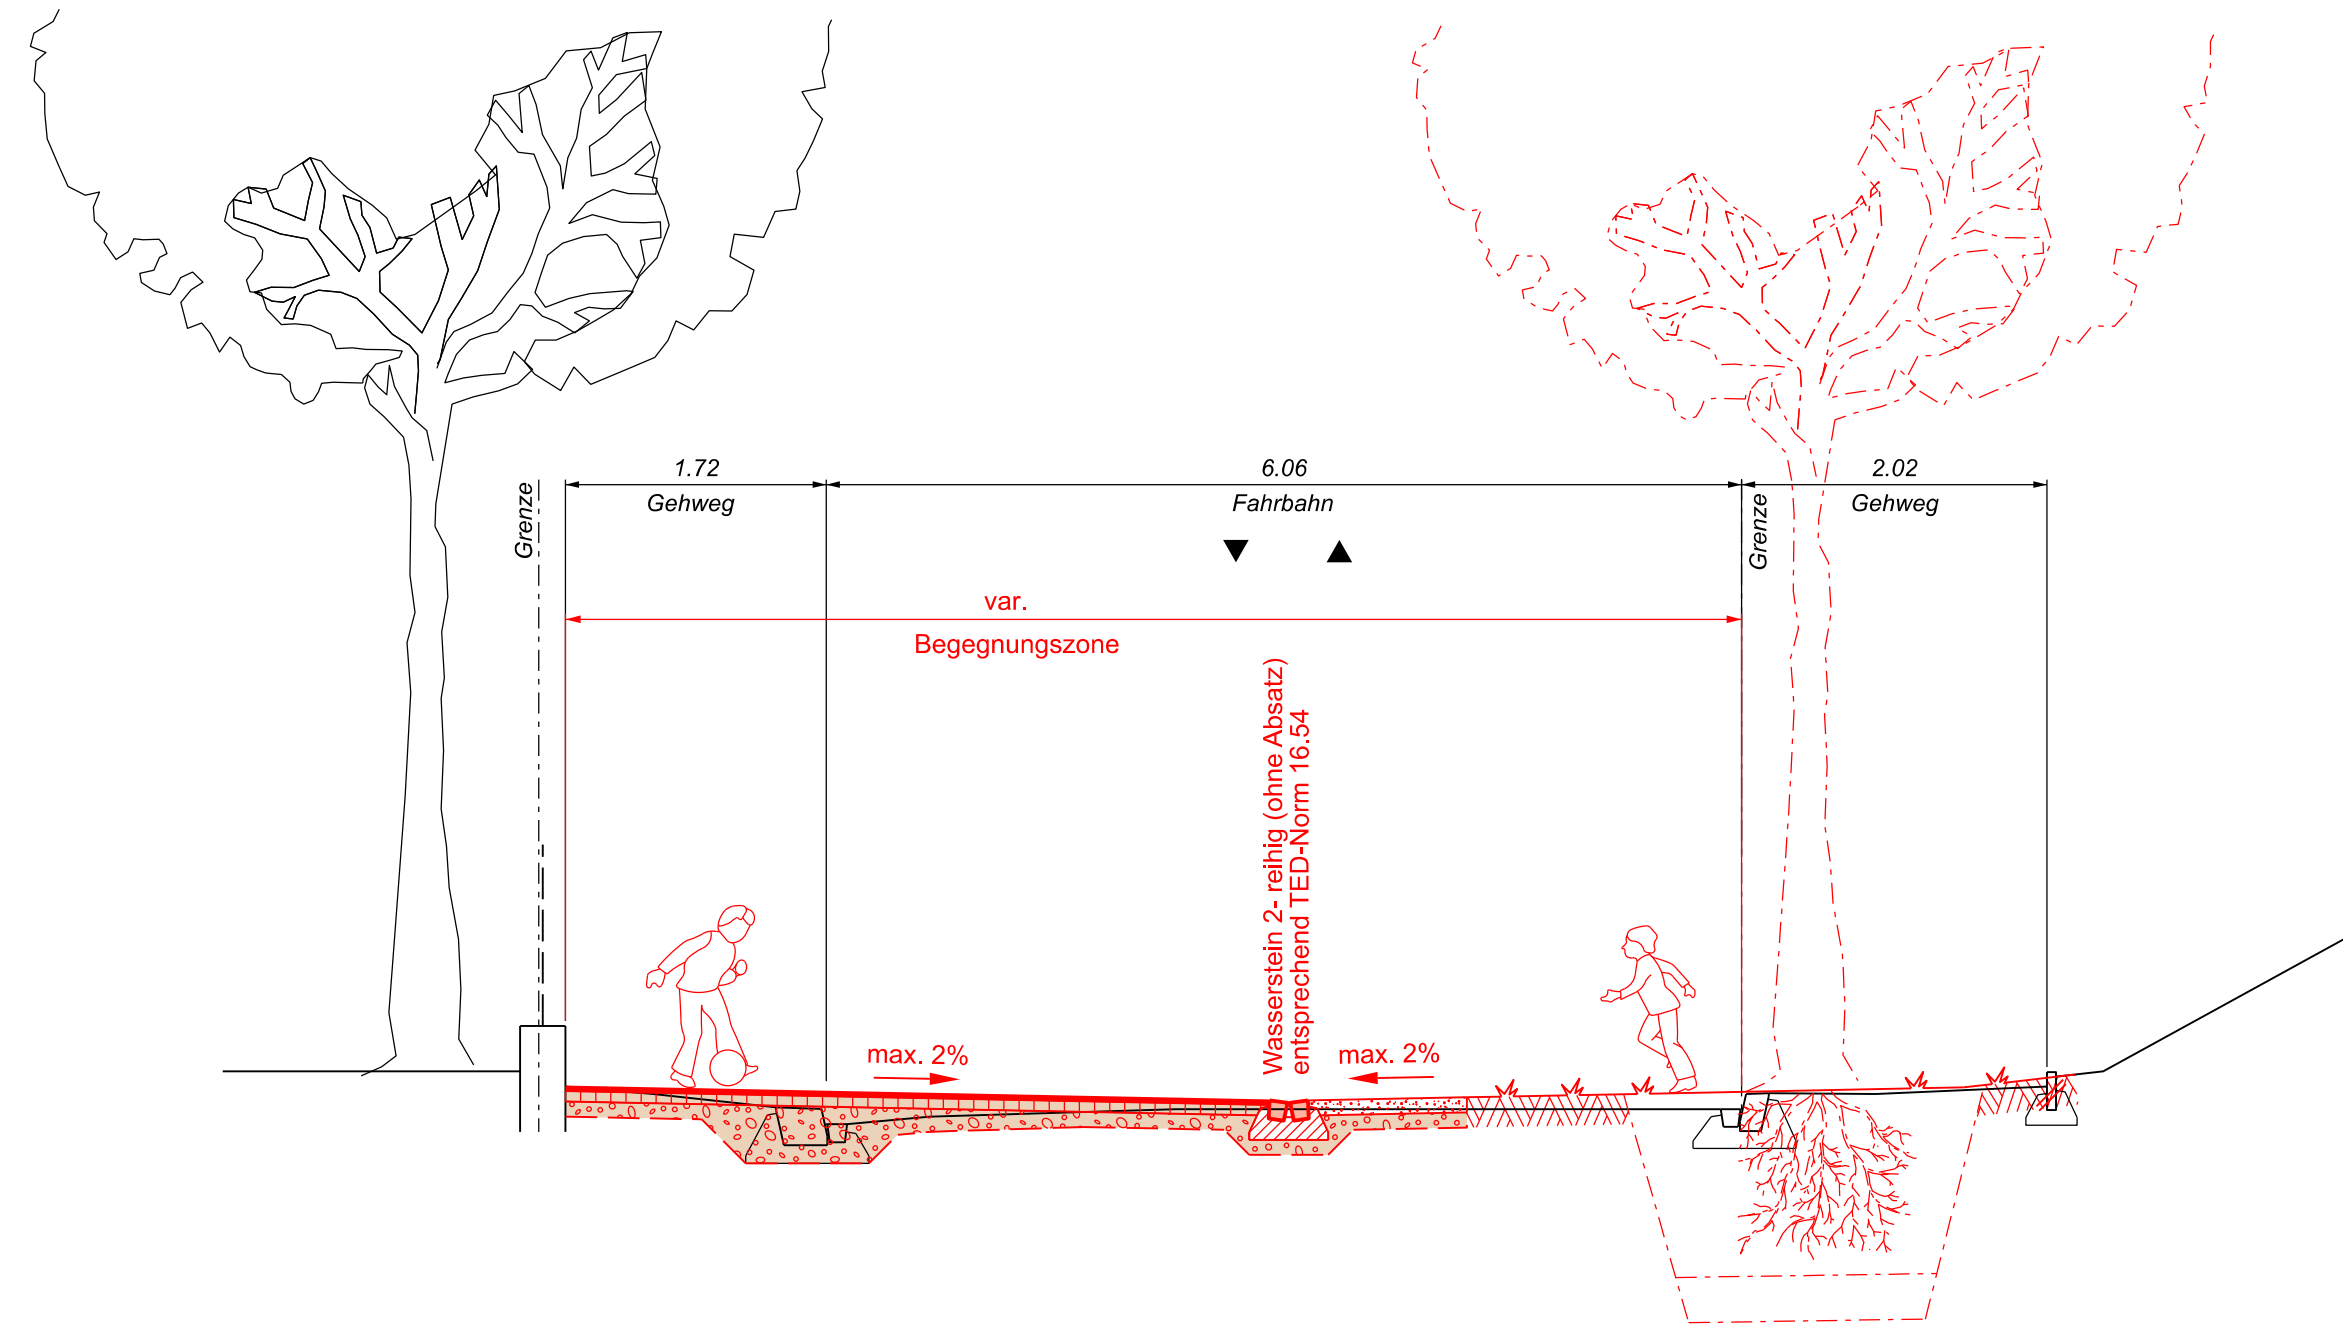 1.72
Gehweg
6.06
Fahrbahn
2.02
Gehweg
Grenze
Grenze
var.
Begegnungszone
Wasserstein 2- reihig (ohne Absatz)
entsprechend TED-Norm 16.54
max. 2%
max. 2%